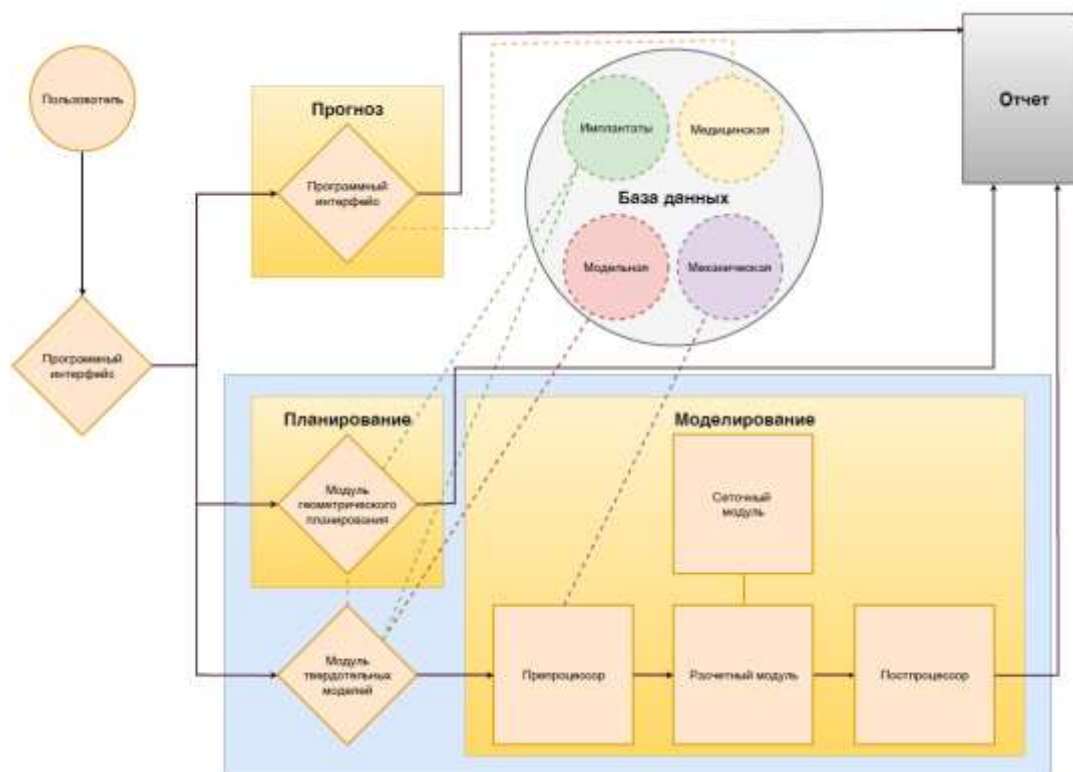 Пользователь
Прогноз
Программный
интерфейс
Имплантаты
Медицинская
База данных
Модельная
Механическая
Отчет
Программный
интерфейс
Планирование
Модуль
геометрического
планирования
Моделирование
Сеточный
модуль
Модуль
твердотельных
моделей
Препроцессор
Расчетный модуль
Постпроцессор